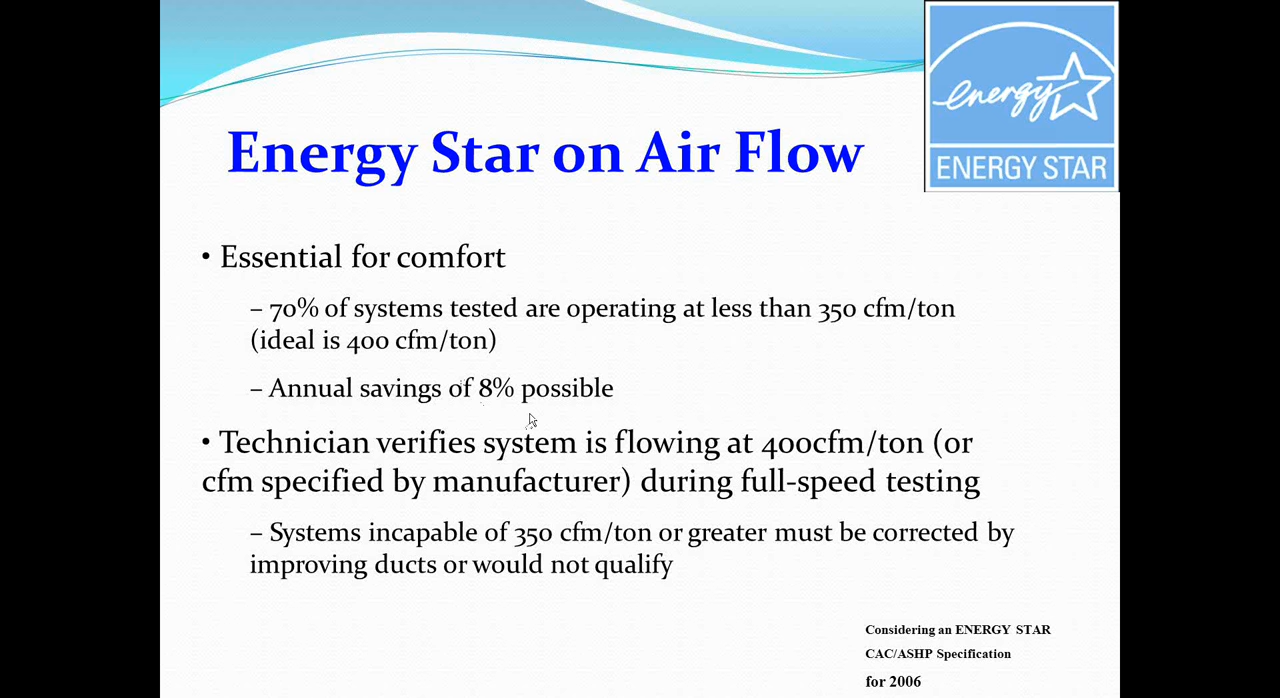 energy
ENERGY STAR
Energy Star on Air Flow
• Essential for comfort
– 70% of systems tested are operating at less than 350 cfm/ton
(ideal is 400 cfm/ton)
– Annual savings of 8% possible
• Technician verifies system is flowing at 400cfm/ton (or
cfm specified by manufacturer) during full-speed testing
– Systems incapable of 350 cfm/ton or greater must be corrected by
improving ducts or would not qualify
Considering an ENERGY STAR
CAC/ASHP Specification
for 2006